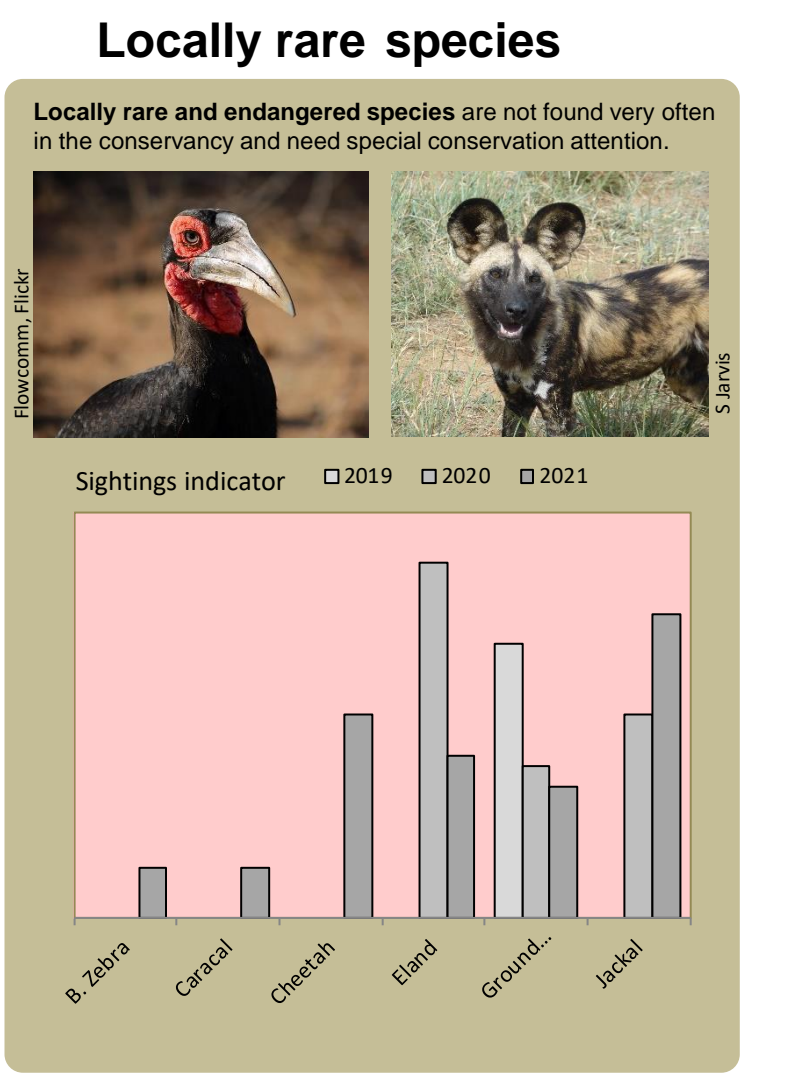 Locally rare species
Locally rare and endangered species are not found very often
in the conservancy and need special conservation attention.
Flowcomm, Flickr
S Jarvis
Sightings indicator
2019 2020 2021
B. Zebra
Caracal
Cheetah
Eland
Ground...
Jackal